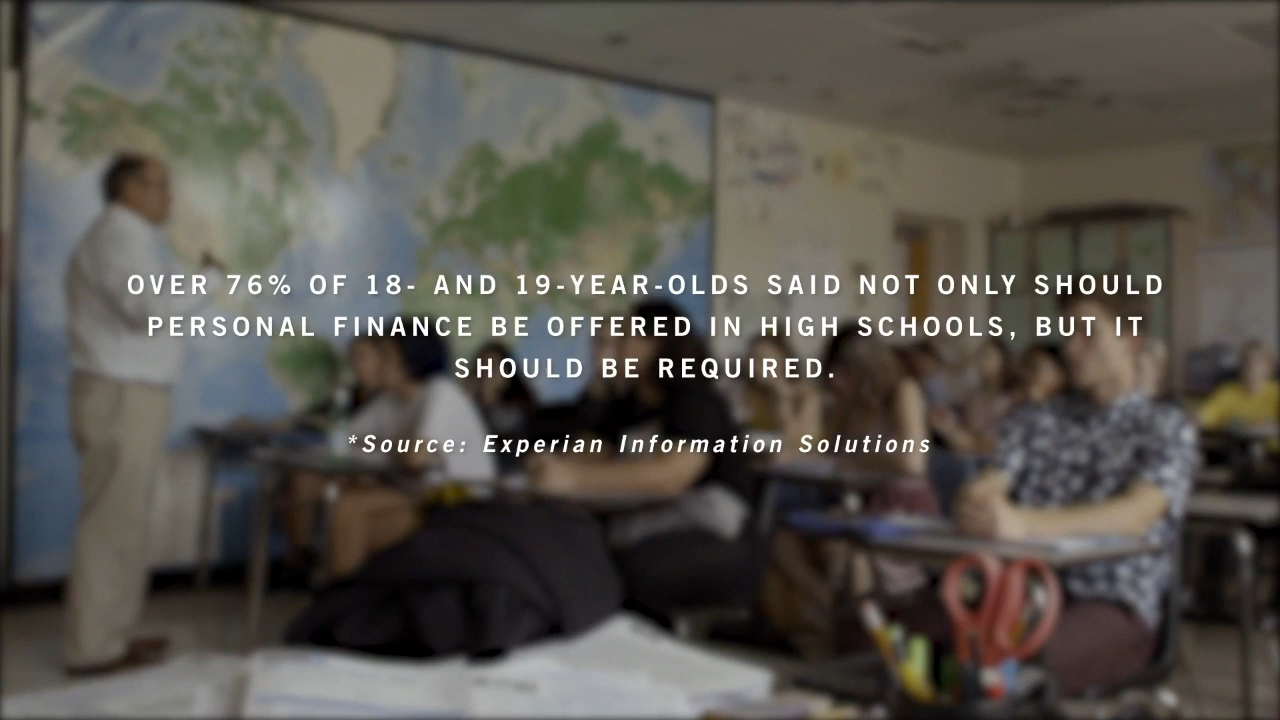 OVER 76% OF 18- AND 19-YEAR-OLDS SAID NOT ONLY SHOULD
PERSONAL FINANCE BE OFFERED IN HIGH SCHOOLS, BUT IT
SHOULD BE REQUIRED.
*Source: Experian Information Solutions